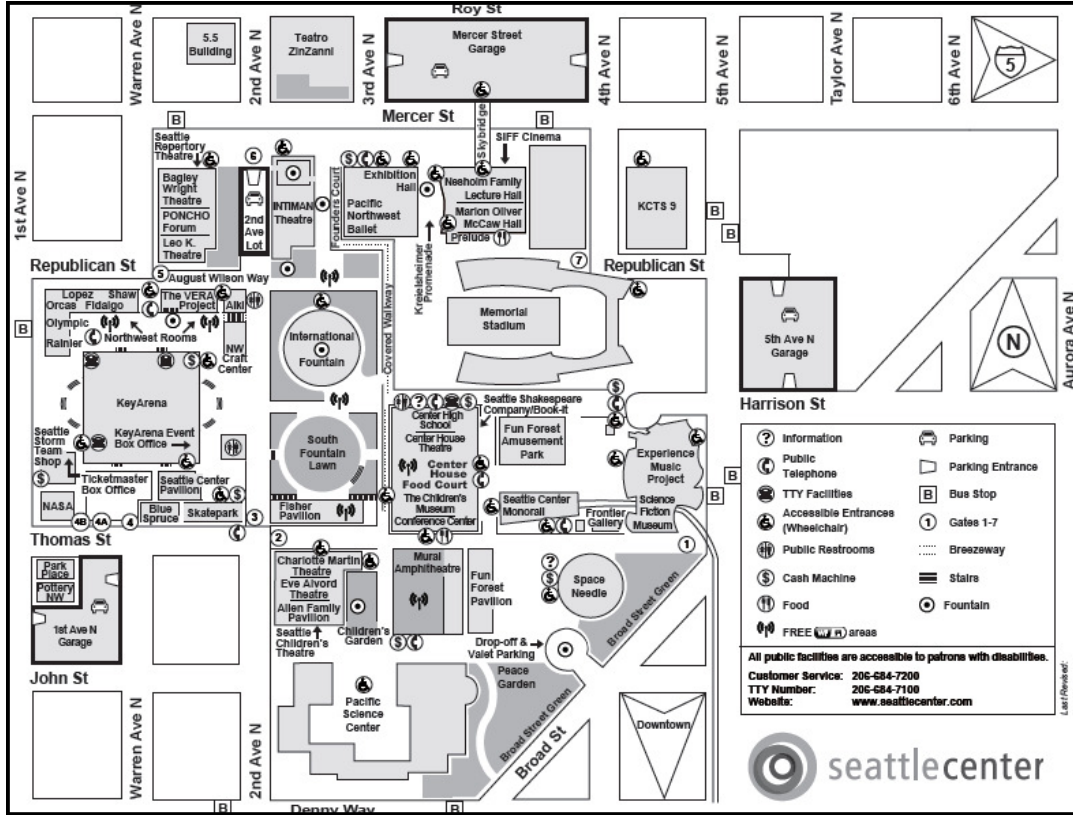 Roy St
Warren Ave N
5.5
Building
2nd Ave N
Teatro
ZinZanni
3rd Ave N
Mercer Street
Garage
4th Ave N
5th Ave N
Taylor Ave N
6th Ave N
5
B
Mercer St
B
1st Ave N
Seattle
Repertory
Theatre
6
Skybridge
SIFF Cinema
Bagley
Wright
Theatre
PONCHO
Forum
Leo K.
Theatre
2nd
Ave
Lot
INTIMAN
Theatre
Founders Court
$
Exhibition
Hall
Pacific
Northwest
Ballet
Kreielsheimer
Promenade
Nesholm Family
Lecture Hall
Marion Oliver
McCaw Hall
Prelude
KCTS 9
B
B
Republican St
5
August Wilson Way
7
Republican St
Lopez
Shaw
Orcas
Fidalgo
Olympic
Rainier
The VERA
Project
Alki
Northwest Rooms
NW
Craft
Center
B
$
International
Fountain
Covered Walkway
Memorial
Stadium
5th Ave N
Garage
N
Aurora Ave N
Harrison St
KeyArena
KeyArena Event
Box Office
Seattle
Storm
Team
Shop
Ticketmaster
Box Office
Seattle Center
Pavilion
$
NASA
4B
4A
4
Blue
Spruce
Skatepark
3
South
Fountain
Lawn
Fisher
Pavilion
?
$
Seattle Shakespeare
Company/Book-It
Center High
School
Center House
Theatre
Center
House
Food Court
The Children's
Museum
Conference Center
Fun Forest
Amusement
Park
$
Experience
Music
Project
Science
Fiction
Museum
Seattle Center
Monorail
Frontier
Gallery
B
B
Thomas St
2
1
Park
Place
Pottery
NW
1st Ave N
Garage
Charlotte Martin
Theatre
Eve Alvord
Theatre
Allen Family
Pavilion
Seattle
Children's
Theatre
Children's
Garden
Mural
Amphitheatre
$
Fun
Forest
Pavilion
?
$
Space
Needle
Broad Street Green
Drop-off &
Valet Parking
John St
Pacific
Science
Center
Peace
Garden
Broad Street Green
Broad St
Downtown
Warren Ave N
2nd Ave N
B
Denny Way
B
? Information
Public
Telephone
TTY Facilities
Accessible Entrances
(Wheelchair)
Public Restrooms
$ Cash Machine
Food
FREE Wi Fi areas
Parking
Parking Entrance
B Bus Stop
1 Gates 1-7
Breezeway
Stairs
Fountain
All public facilities are accessible to patrons with disabilities.
Customer Service: 206-684-7200
TTY Number: 206-684-7100
Website: www.seattlecenter.com
Last Revised:
seattlecenter